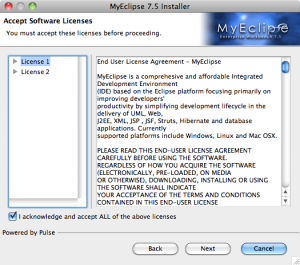 MyEclipse 7.5 Installer
Accept Software Licenses
You must accept these licenses before proceeding.
MyEclipse
Enterprise Workbench 7.5
License 1
License 2
End User License Agreement - MyEclipse
MyEclipse is a comprehesive and affordable Integrated
Development Environment
(IDE) based on the Eclipse platform focusing primarily on
improving developers'
productivity by simplifying development lifecycle in the
delivery of UML, Web,
J2EE, XML, JSP , JSF, Struts, Hibernate and database
applications. Currently
supported platforms include Windows, Linux and Mac OSX.
PLEASE READ THIS END-USER LICENSE AGREEMENT
CAREFULLY BEFORE USING THE SOFTWARE.
REGARDLESS OF HOW YOU ACQUIRE THE SOFTWARE
(ELECTRONICALLY, PRE-LOADED, ON MEDIA
OR OTHERWISE), DOWNLOADING, INSTALLING OR USING
THE SOFTWARE SHALL INDICATE
YOUR ACCEPTANCE OF THE TERMS AND CONDITIONS
CONTAINED IN THIS END-USER LICENSE
I acknowledge and accept ALL of the above licenses
Powered by Pulse
Back
Next
Cancel